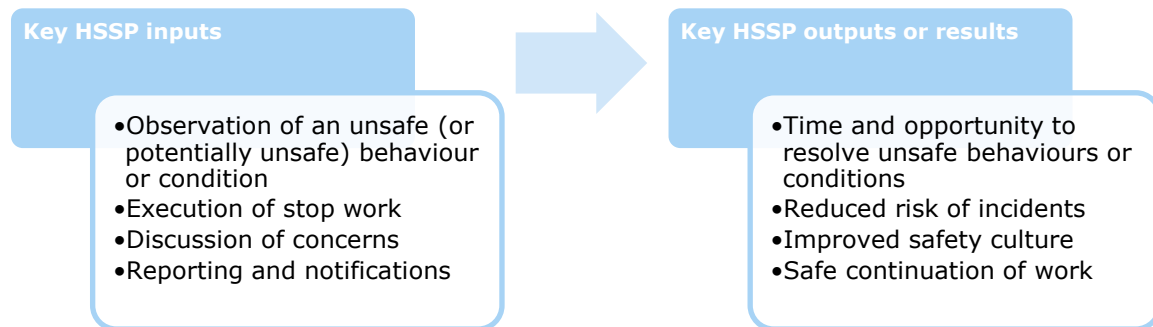 Key HSSP inputs
•Observation of an unsafe (or
potentially unsafe) behaviour
or condition
•Execution of stop work
•Discussion of concerns
•Reporting and notifications
Key HSSP outputs or results
•Time and opportunity to
resolve unsafe behaviours or
conditions
•Reduced risk of incidents
•Improved safety culture
•Safe continuation of work